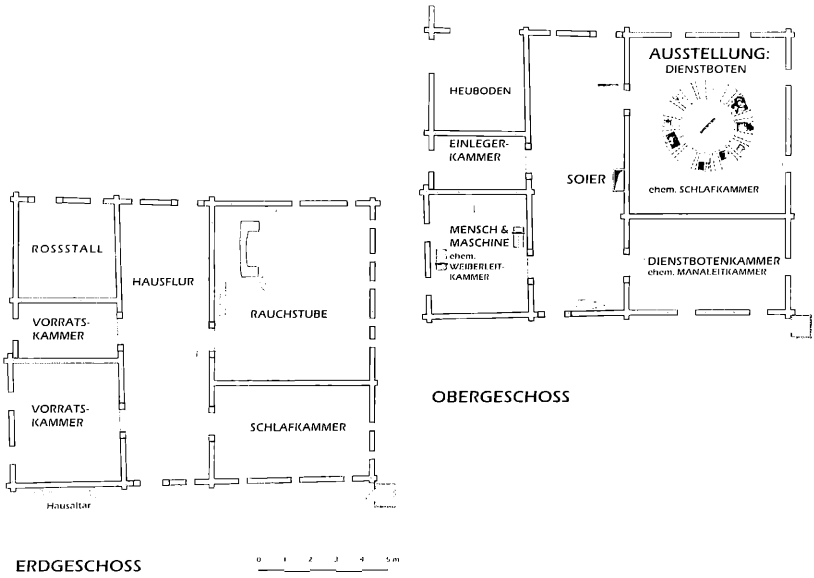 HEUBODEN
EINLEGER-
KAMMER
MENSCH &
MASCHINE
ehem.
WEIBERLEIT-
KAMMER
SOIER
AUSSTELLUNG:
DIENSTBOTEN
ehem. SCHLAFKAMMER
DIENSTBOTENKAMMER
ehem. MANALEITKAMMER
OBERGESCHOSS
ROSSSTALL
HAUSFLUR
VORRATS-
KAMMER
VORRATS-
KAMMER
RAUCHSTUBE
SCHLAFKAMMER
Hausaltar
ERDGESCHOSS
0 1 2 3 4 5 m